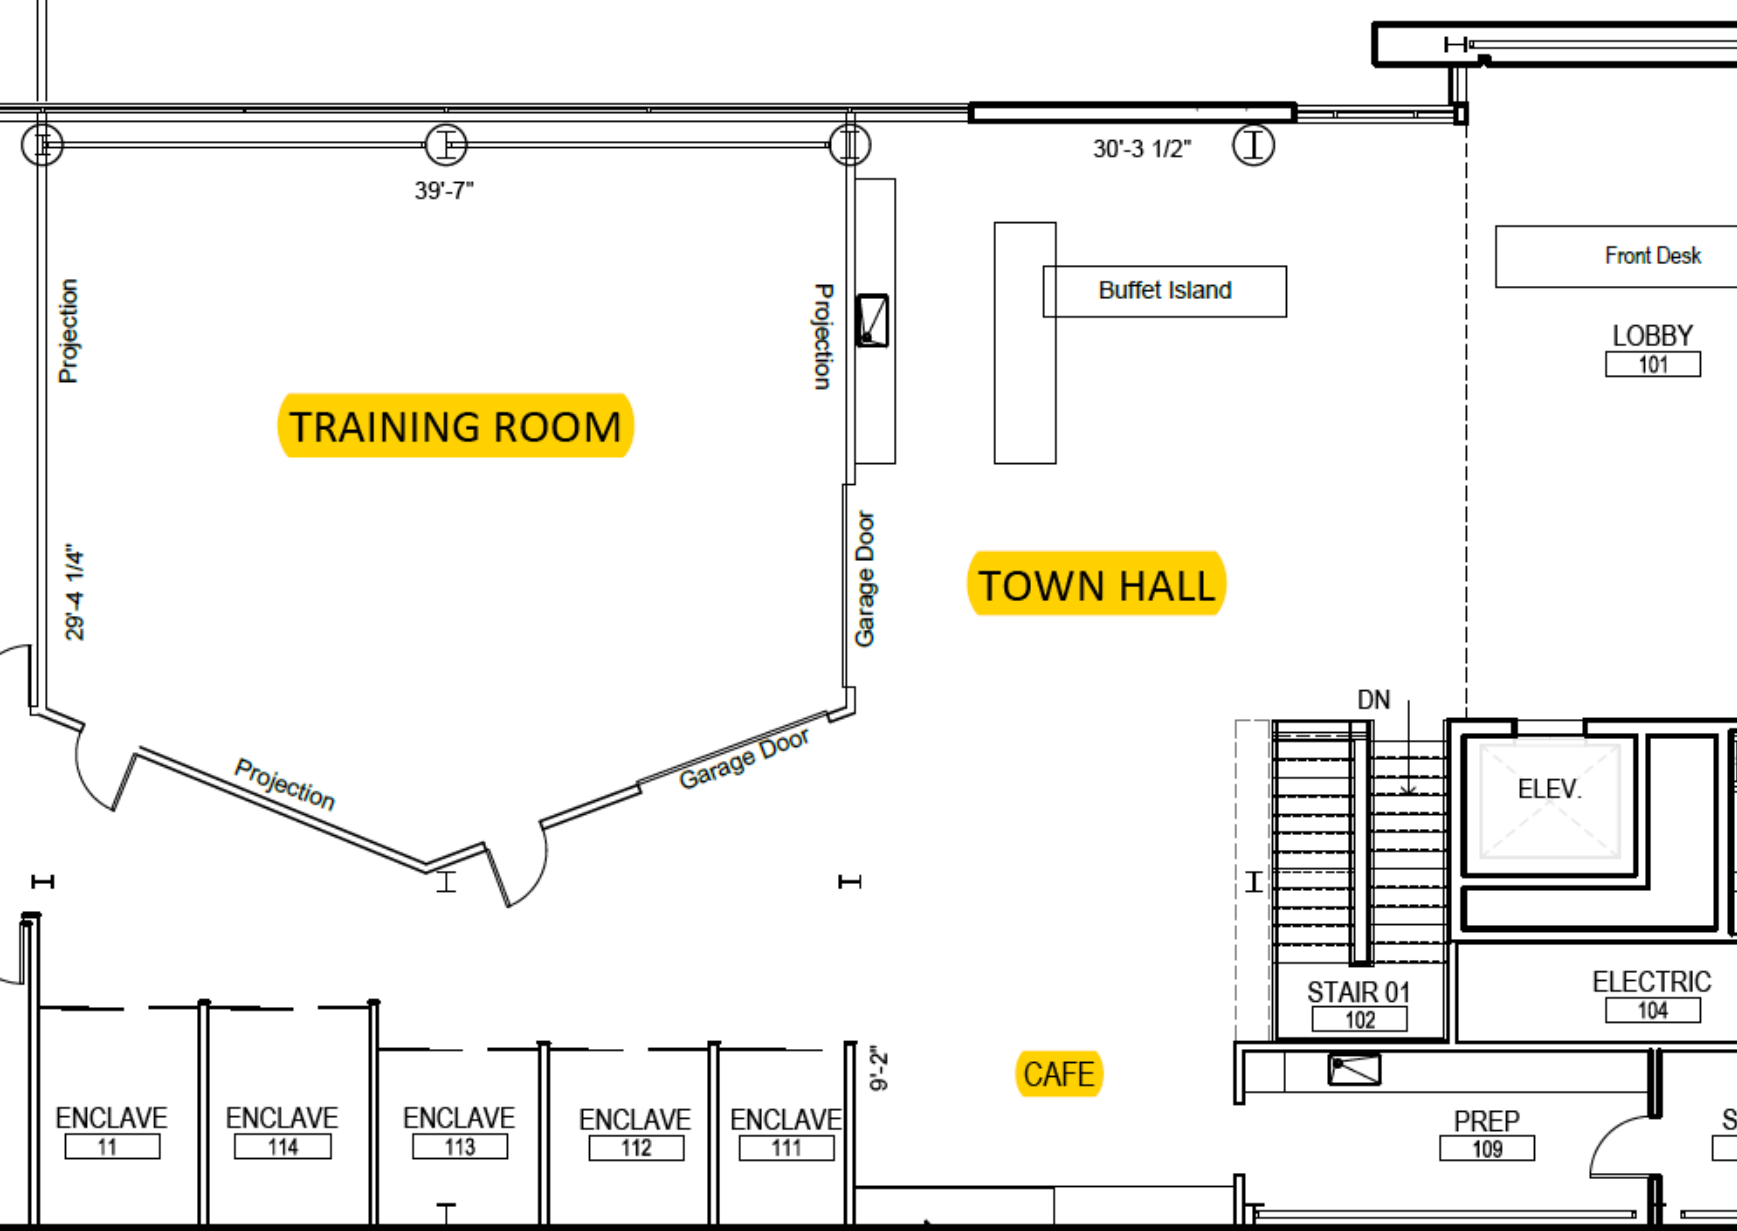 30'-3 1/2"
39'-7"
Projection
Projection
Front Desk
Buffet Island
LOBBY
101
TRAINING ROOM
29'-4 1/4"
Garage Door
TOWN HALL
DN
Projection
Garage Door
ELEV.
STAIR 01
102
ELECTRIC
104
9'-2"
CAFE
ENCLAVE
11
ENCLAVE
114
ENCLAVE
113
ENCLAVE
112
ENCLAVE
111
PREP
109
S